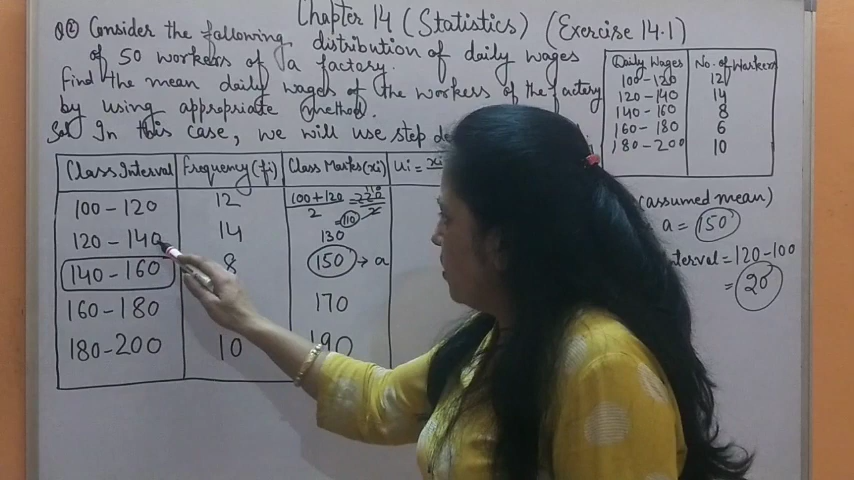 Chapter 14 (Statistics) (Exercise 14.1)
Q2) Consider the following distribution of daily wages
of 50 workers of a factory.
Find the mean daily wages of the workers of the factory
by using appropriate method.
Sol In this case, we will use step de
Daily Wages No. of Workers
100-120 12
120-140 14
140-160 8
160-180 6
180-200 10
Class Interval Frequency (fi) Class Marks (xi) ui = xi
100-120 12 100+120/2 = 220/2 110
120-140 14 130
140-160 8 150 → a
160-180 170
180-200 10 190
(assumed mean)
a = 150
interval = 120-100
= 20